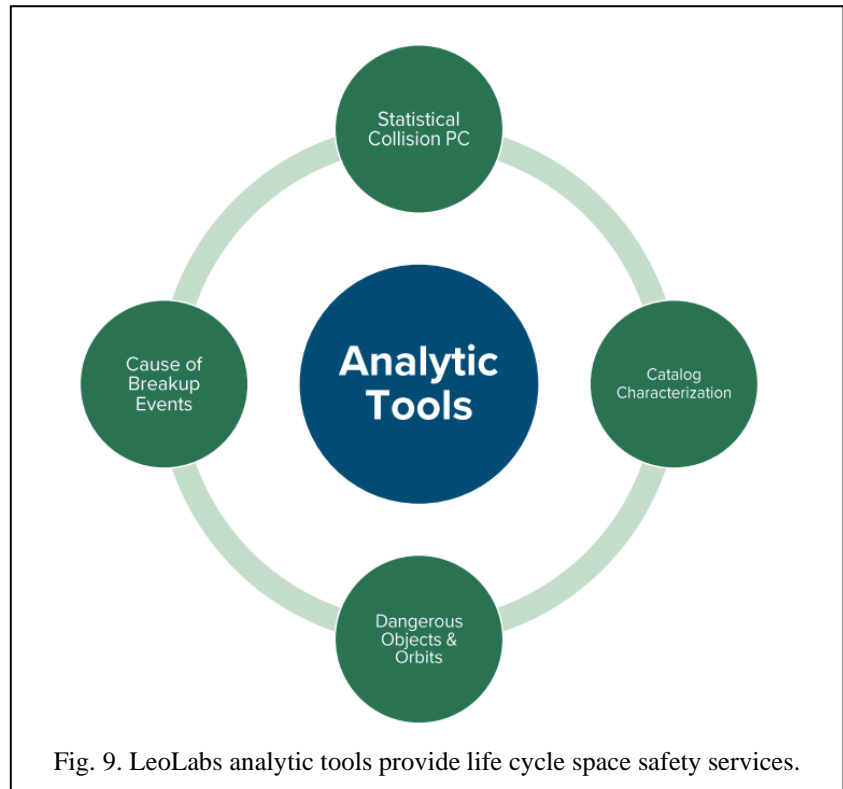 Statistical
Collision PC
Cause of
Breakup
Events
Analytic
Tools
Catalog
Characterization
Dangerous
Objects &
Orbits
Fig. 9. LeoLabs analytic tools provide life cycle space safety services.